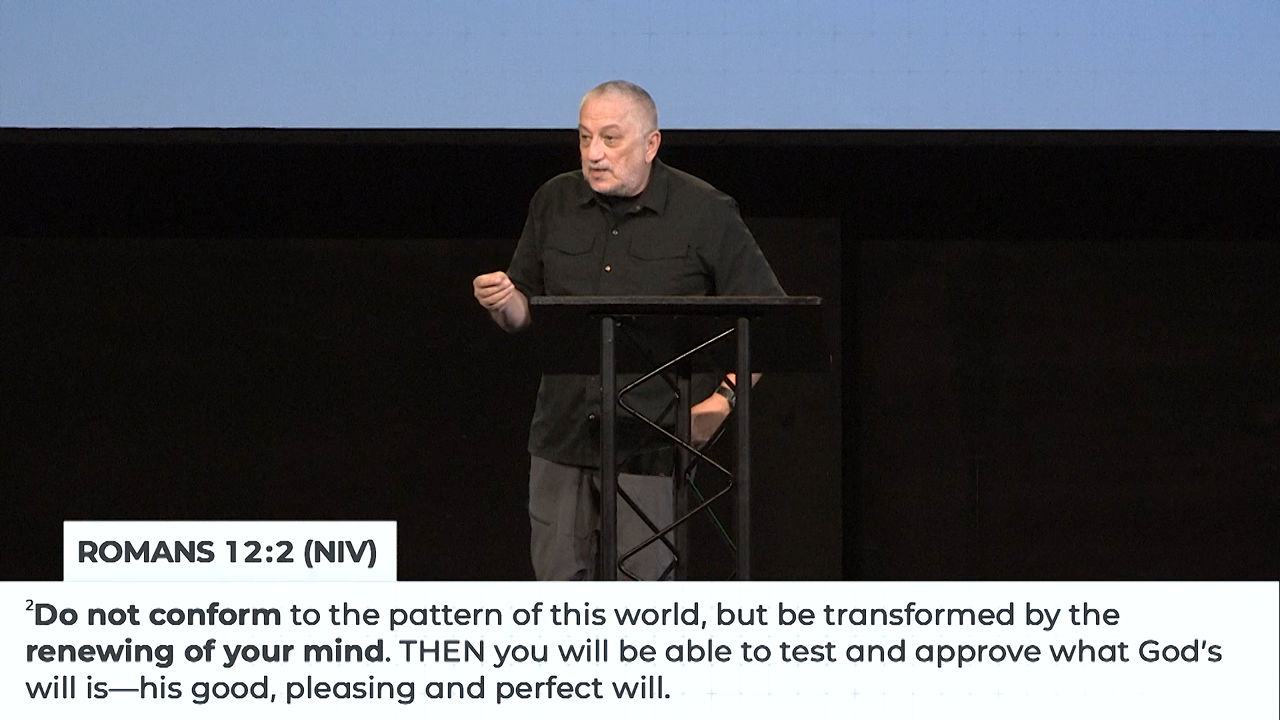 ROMANS 12:2 (NIV)
²Do not conform to the pattern of this world, but be transformed by the
renewing of your mind. THEN you will be able to test and approve what God's
will is—his good, pleasing and perfect will.